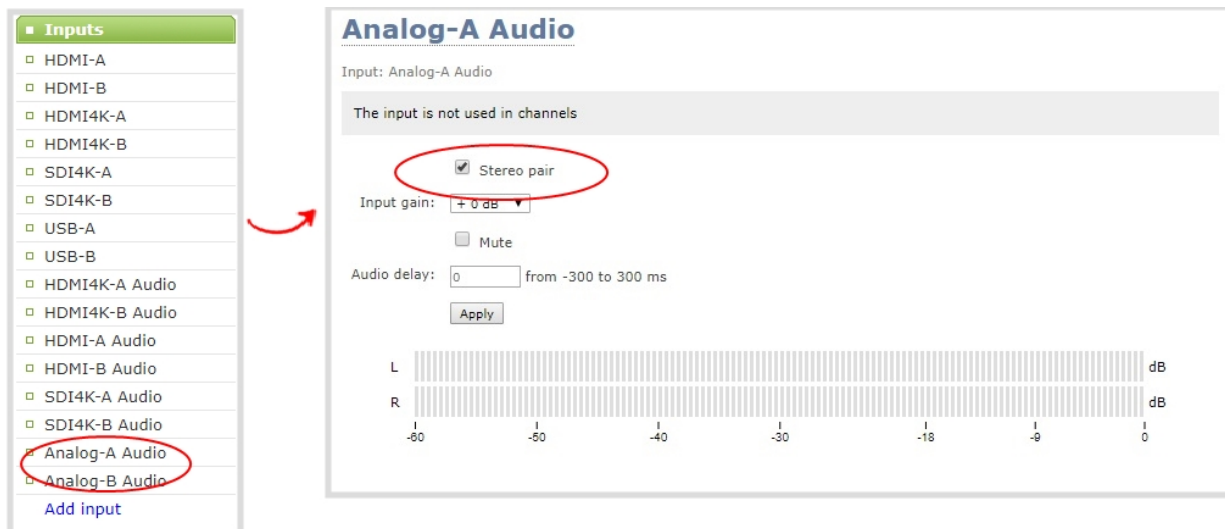 Inputs
HDMI-A
HDMI-B
HDMI4K-A
HDMI4K-B
SDI4K-A
SDI4K-B
USB-A
USB-B
HDMI4K-A Audio
HDMI4K-B Audio
HDMI-A Audio
HDMI-B Audio
SDI4K-A Audio
SDI4K-B Audio
Analog-A Audio
Analog-B Audio
Add input
Analog-A Audio
Input: Analog-A Audio
The input is not used in channels
Stereo pair
Input gain: + 0 dB
Mute
Audio delay: 0 from -300 to 300 ms
Apply
L dB
R dB
-60 -50 -40 -30 -18 -9 0